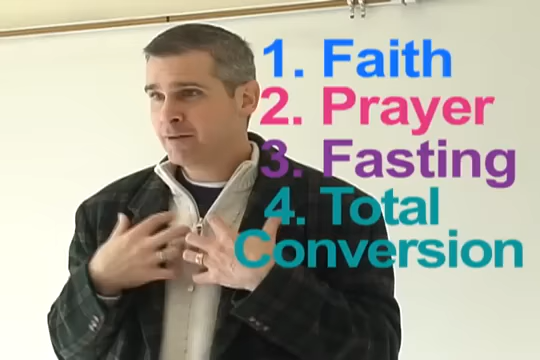 1. Faith
2. Prayer
3. Fasting
4. Total
Conversion